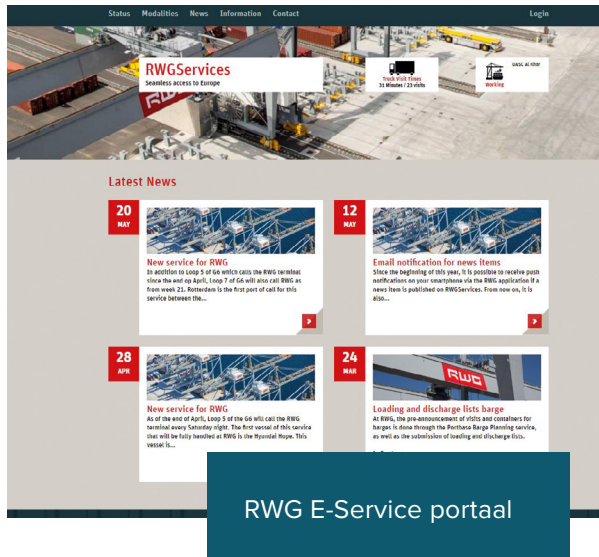 Status Modalities News Information Contact Login
RWGServices
Seamless access to Europe
Truck Visit Times
31 Minutes / 23 visits
UASC Al Khor
Working
RWG
Latest News
20
MAY
New service for RWG
In addition to Loop 5 of G6 which calls the RWG terminal
since the end op April, Loop 7 of G6 will also call RWG as
from week 21. Rotterdam is the first port of call for this
service between the...
12
MAY
Email notification for news items
Since the beginning of this year, it is possible to receive push
notifications on your smartphone via the RWG application if a
news item is published on RWGServices. From now on, it is
also...
28
APR
New service for RWG
As of the end of April, Loop 5 of the G6 will call the RWG
terminal every Saturday night. The first vessel of this service
that will be fully handled at RWG is the Hyundai Hope. This
vessel is...
24
MAR
RWG
Loading and discharge lists barge
At RWG, the pre-announcement of visits and containers for
barges is done through the Portbase Barge Planning service,
as well as the submission of loading and discharge lists.
RWG E-Service portaal